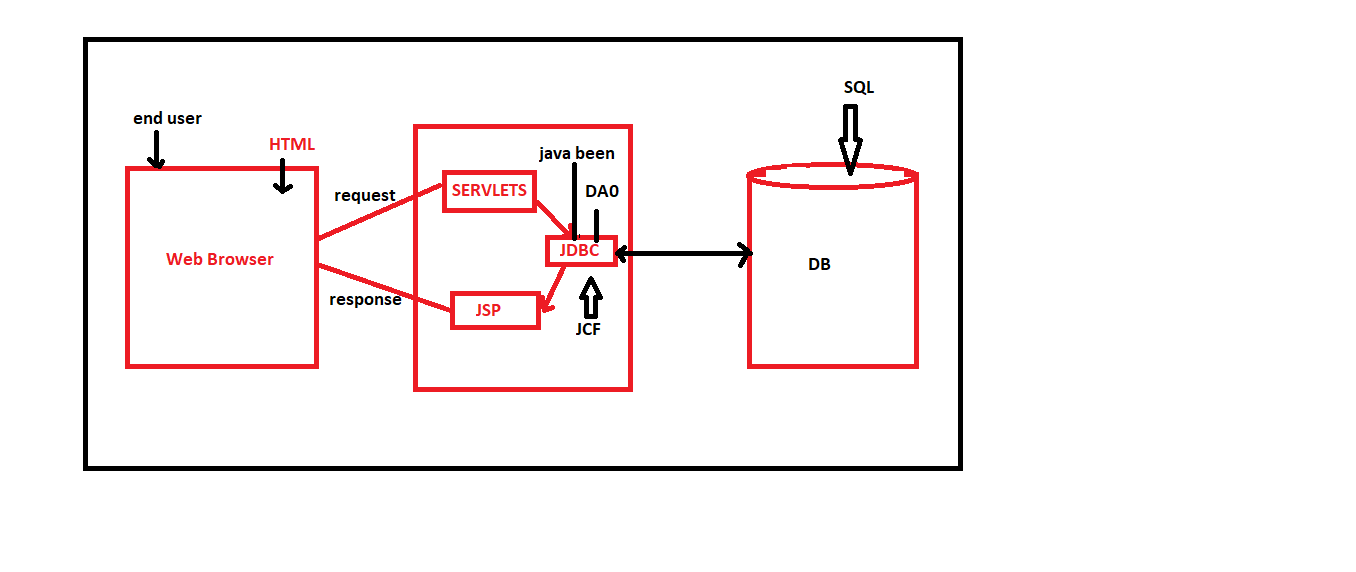 SQL
end user
HTML
java been
request
SERVLETS
DA0
Web Browser
JDBC
DB
response
JSP
JCF